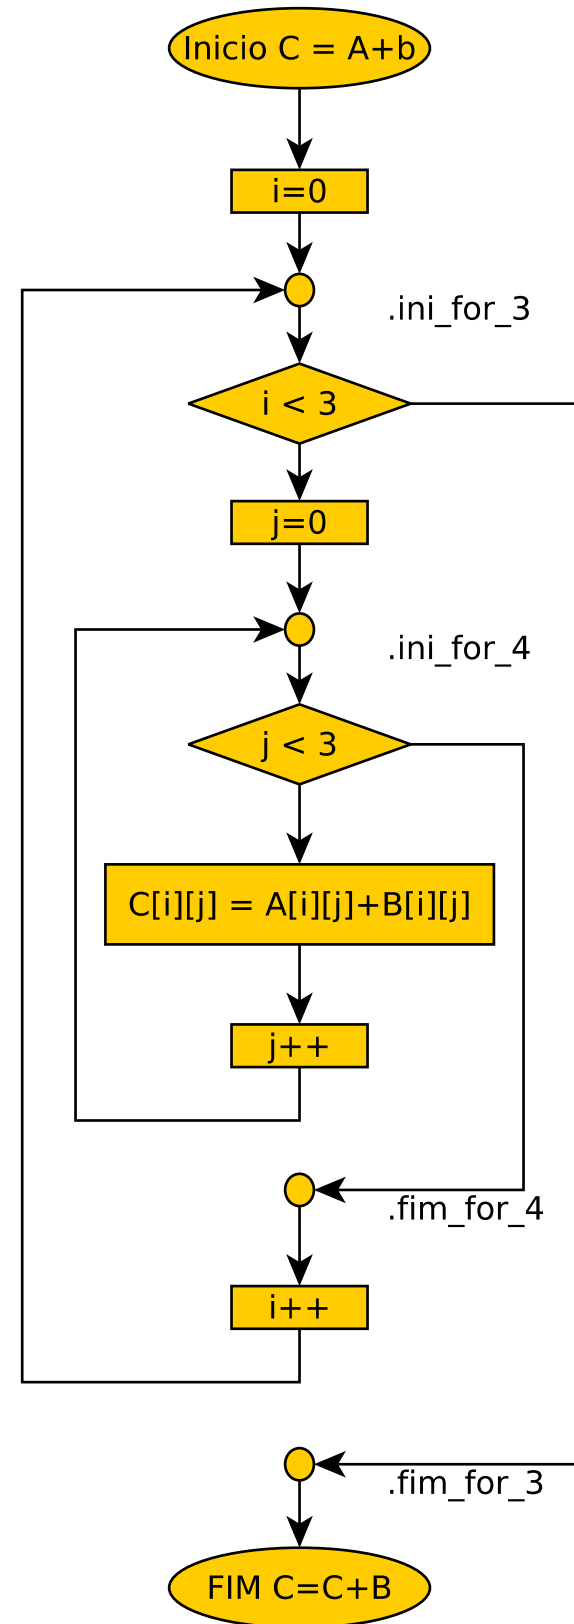 Inicio C = A+b
i=0
.ini_for_3
i < 3
j=0
.ini_for_4
j < 3
C[i][j] = A[i][j]+B[i][j]
j++
.fim_for_4
i++
.fim_for_3
FIM C=C+B